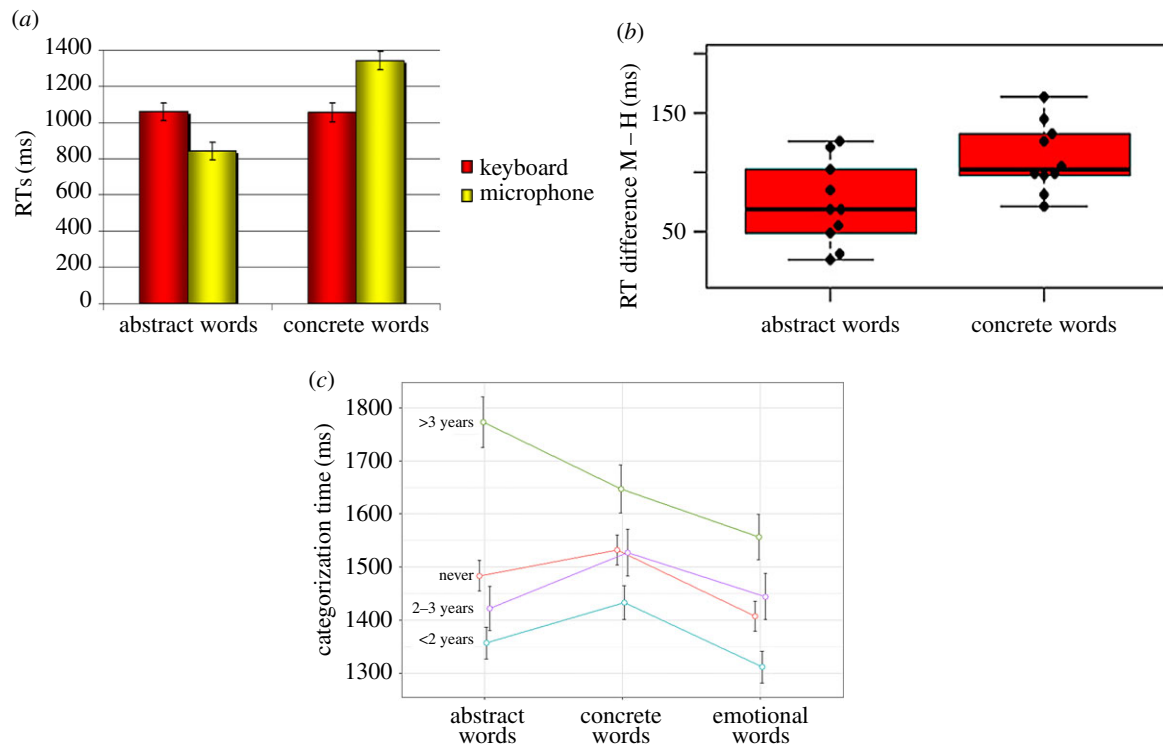 (a)
1400
1200
1000
800
600
400
200
0
RTs (ms)
abstract words concrete words
keyboard
microphone
(b)
RT difference M – H (ms)
150
50
abstract words concrete words
(c)
categorization time (ms)
1800
1700
1600
1500
1400
1300
>3 years
never
2–3 years
<2 years
abstract words
concrete words
emotional words